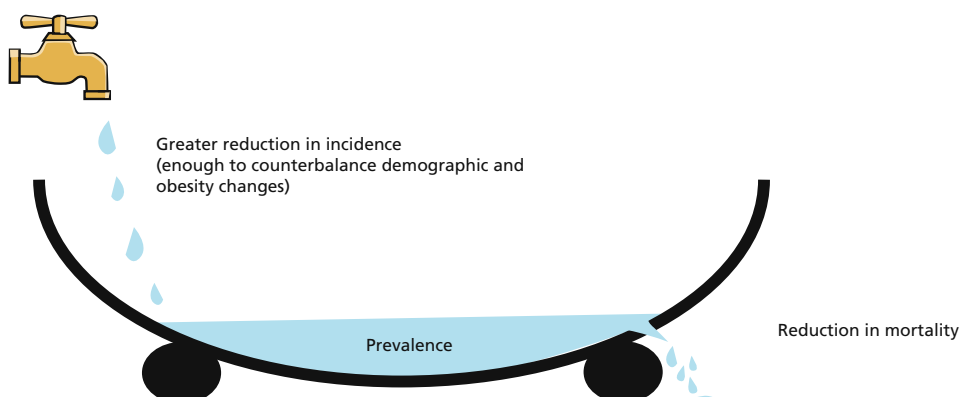 Greater reduction in incidence
(enough to counterbalance demographic and
obesity changes)
Prevalence
Reduction in mortality